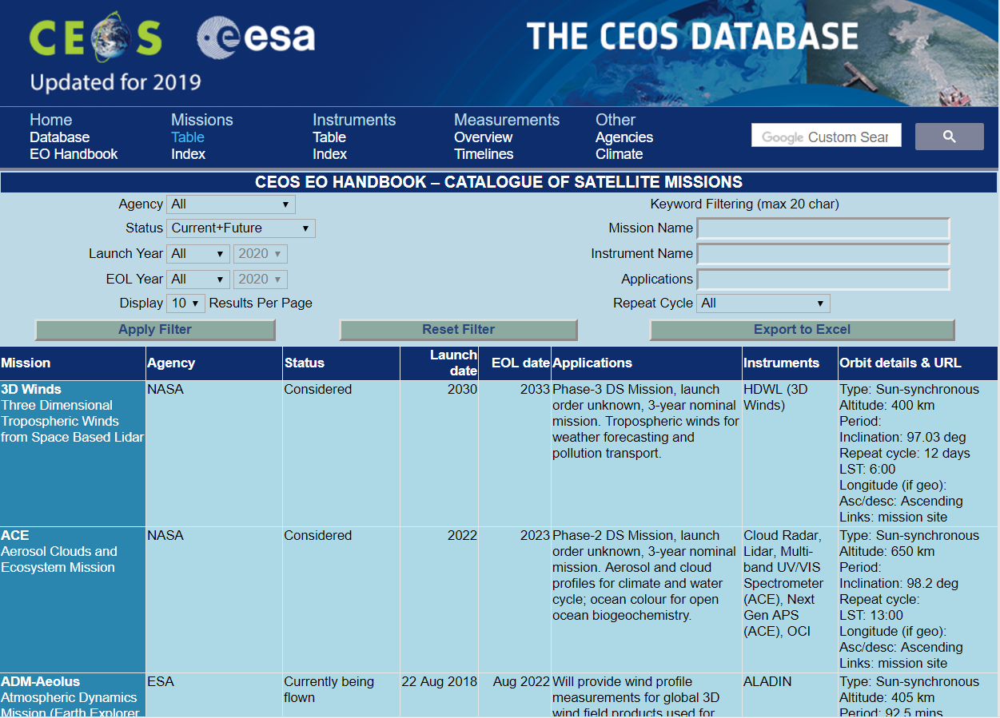 CEOS esa
THE CEOS DATABASE
Updated for 2019
Home Missions Instruments Measurements Other
Database Table Table Overview Agencies
EO Handbook Index Index Timelines Climate
Google Custom Sear
CEOS EO HANDBOOK – CATALOGUE OF SATELLITE MISSIONS
Agency All
Status Current+Future
Launch Year All 2020
EOL Year All 2020
Display 10 Results Per Page
Keyword Filtering (max 20 char)
Mission Name
Instrument Name
Applications
Repeat Cycle All
Apply Filter Reset Filter Export to Excel
Mission Agency Status Launch date EOL date Applications Instruments Orbit details & URL
3D Winds
Three Dimensional
Tropospheric Winds
from Space Based Lidar
NASA
Considered
2030
2033
Phase-3 DS Mission, launch
order unknown, 3-year nominal
mission. Tropospheric winds for
weather forecasting and
pollution transport.
HDWL (3D
Winds)
Type: Sun-synchronous
Altitude: 400 km
Period:
Inclination: 97.03 deg
Repeat cycle: 12 days
LST: 6:00
Longitude (if geo):
Asc/desc: Ascending
Links: mission site
ACE
Aerosol Clouds and
Ecosystem Mission
NASA
Considered
2022
2023
Phase-2 DS Mission, launch
order unknown, 3-year nominal
mission. Aerosol and cloud
profiles for climate and water
cycle; ocean colour for open
ocean biogeochemistry.
Cloud Radar,
Lidar, Multi-
band UV/VIS
Spectrometer
(ACE), Next
Gen APS
(ACE), OCI
Type: Sun-synchronous
Altitude: 650 km
Period:
Inclination: 98.2 deg
Repeat cycle:
LST: 13:00
Longitude (if geo):
Asc/desc: Ascending
Links: mission site
ADM-Aeolus
Atmospheric Dynamics
Mission (Earth Explorer
ESA
Currently being
flown
22 Aug 2018
Aug 2022
Will provide wind profile
measurements for global 3D
wind field products used for
ALADIN
Type: Sun-synchronous
Altitude: 405 km
Period: 92.5 mins